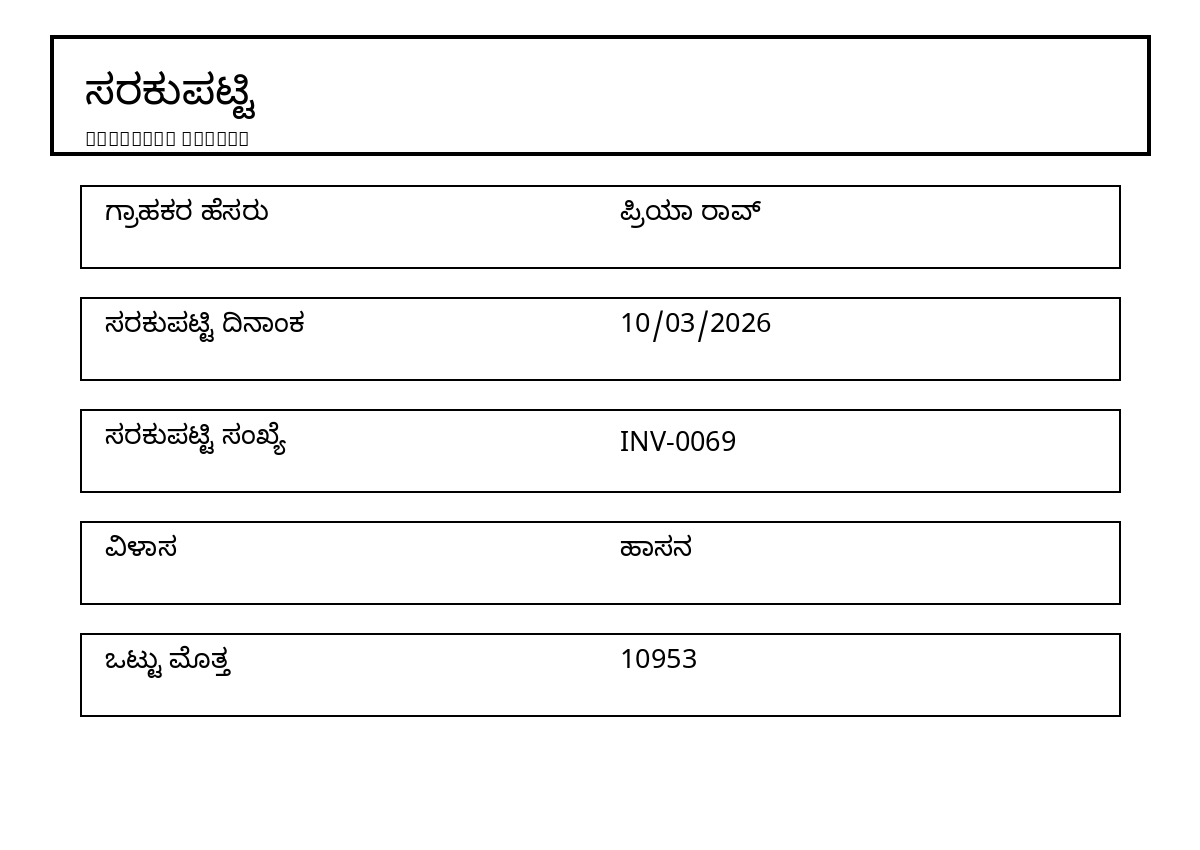 ಸರಕುಪಟ್ಟಿ
ಗ್ರಾಹಕರ ಹೆಸರು ಪ್ರಿಯಾ ರಾವ್
ಸರಕುಪಟ್ಟಿ ದಿನಾಂಕ 10/03/2026
ಸರಕುಪಟ್ಟಿ ಸಂಖ್ಯೆ INV-0069
ವಿಳಾಸ ಹಾಸನ
ಒಟ್ಟು ಮೊತ್ತ 10953